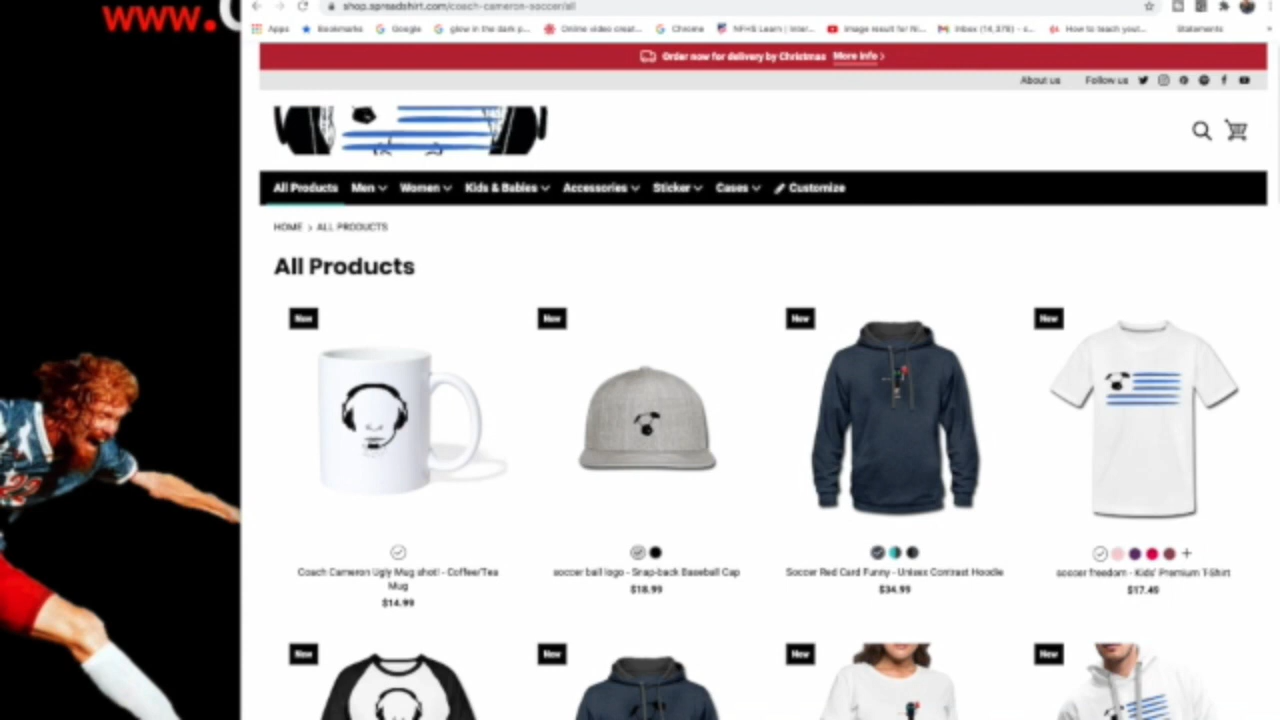 www.
shop.spreadshirt.com/coach-cameron-soccer/all
Apps Bookmarks Google glow in the dark p... Online video creat... Chrome NFHS Learn | Inter... Image result for Ni... Inbox (14,378) - s... How to teach yout... Statements
Order now for delivery by Christmas More info
About us Follow us
All Products Men Women Kids & Babies Accessories Sticker Cases Customize
HOME > ALL PRODUCTS
All Products
New New New New
Coach Cameron Ugly Mug shot! - Coffee/Tea
Mug
$14.99
soccer ball logo - Snap-back Baseball Cap
$18.99
Soccer Red Card Funny - Unisex Contrast Hoodie
$34.99
soccer freedom - Kids' Premium T-Shirt
$17.49
New New New New